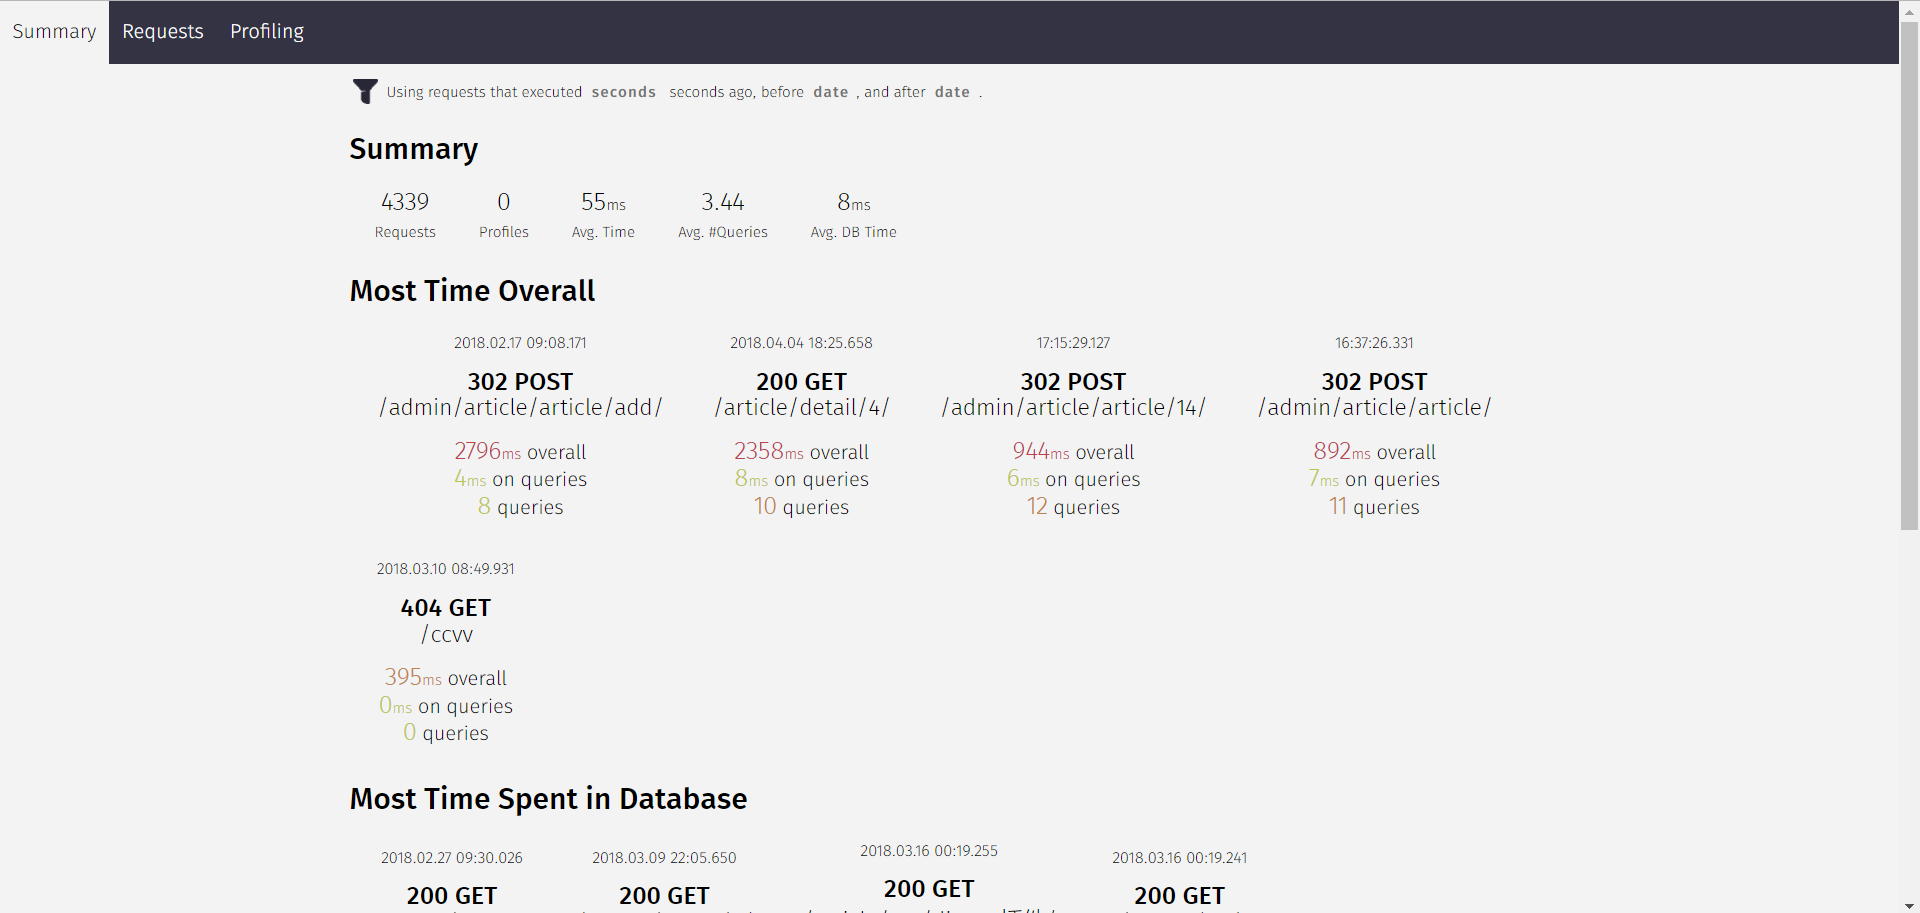 Summary Requests Profiling
Using requests that executed seconds seconds ago, before date , and after date .
Summary
4339 0 55ms 3.44 8ms
Requests Profiles Avg. Time Avg. #Queries Avg. DB Time
Most Time Overall
2018.02.17 09:08.171 2018.04.04 18:25.658 17:15:29.127 16:37:26.331
302 POST 200 GET 302 POST 302 POST
/admin/article/article/add/ /article/detail/4/ /admin/article/article/14/ /admin/article/article/
2796ms overall 2358ms overall 944ms overall 892ms overall
4ms on queries 8ms on queries 6ms on queries 7ms on queries
8 queries 10 queries 12 queries 11 queries
2018.03.10 08:49.931
404 GET
/ccvv
395ms overall
0ms on queries
0 queries
Most Time Spent in Database
2018.02.27 09:30.026 2018.03.09 22:05.650 2018.03.16 00:19.255 2018.03.16 00:19.241
200 GET 200 GET 200 GET 200 GET